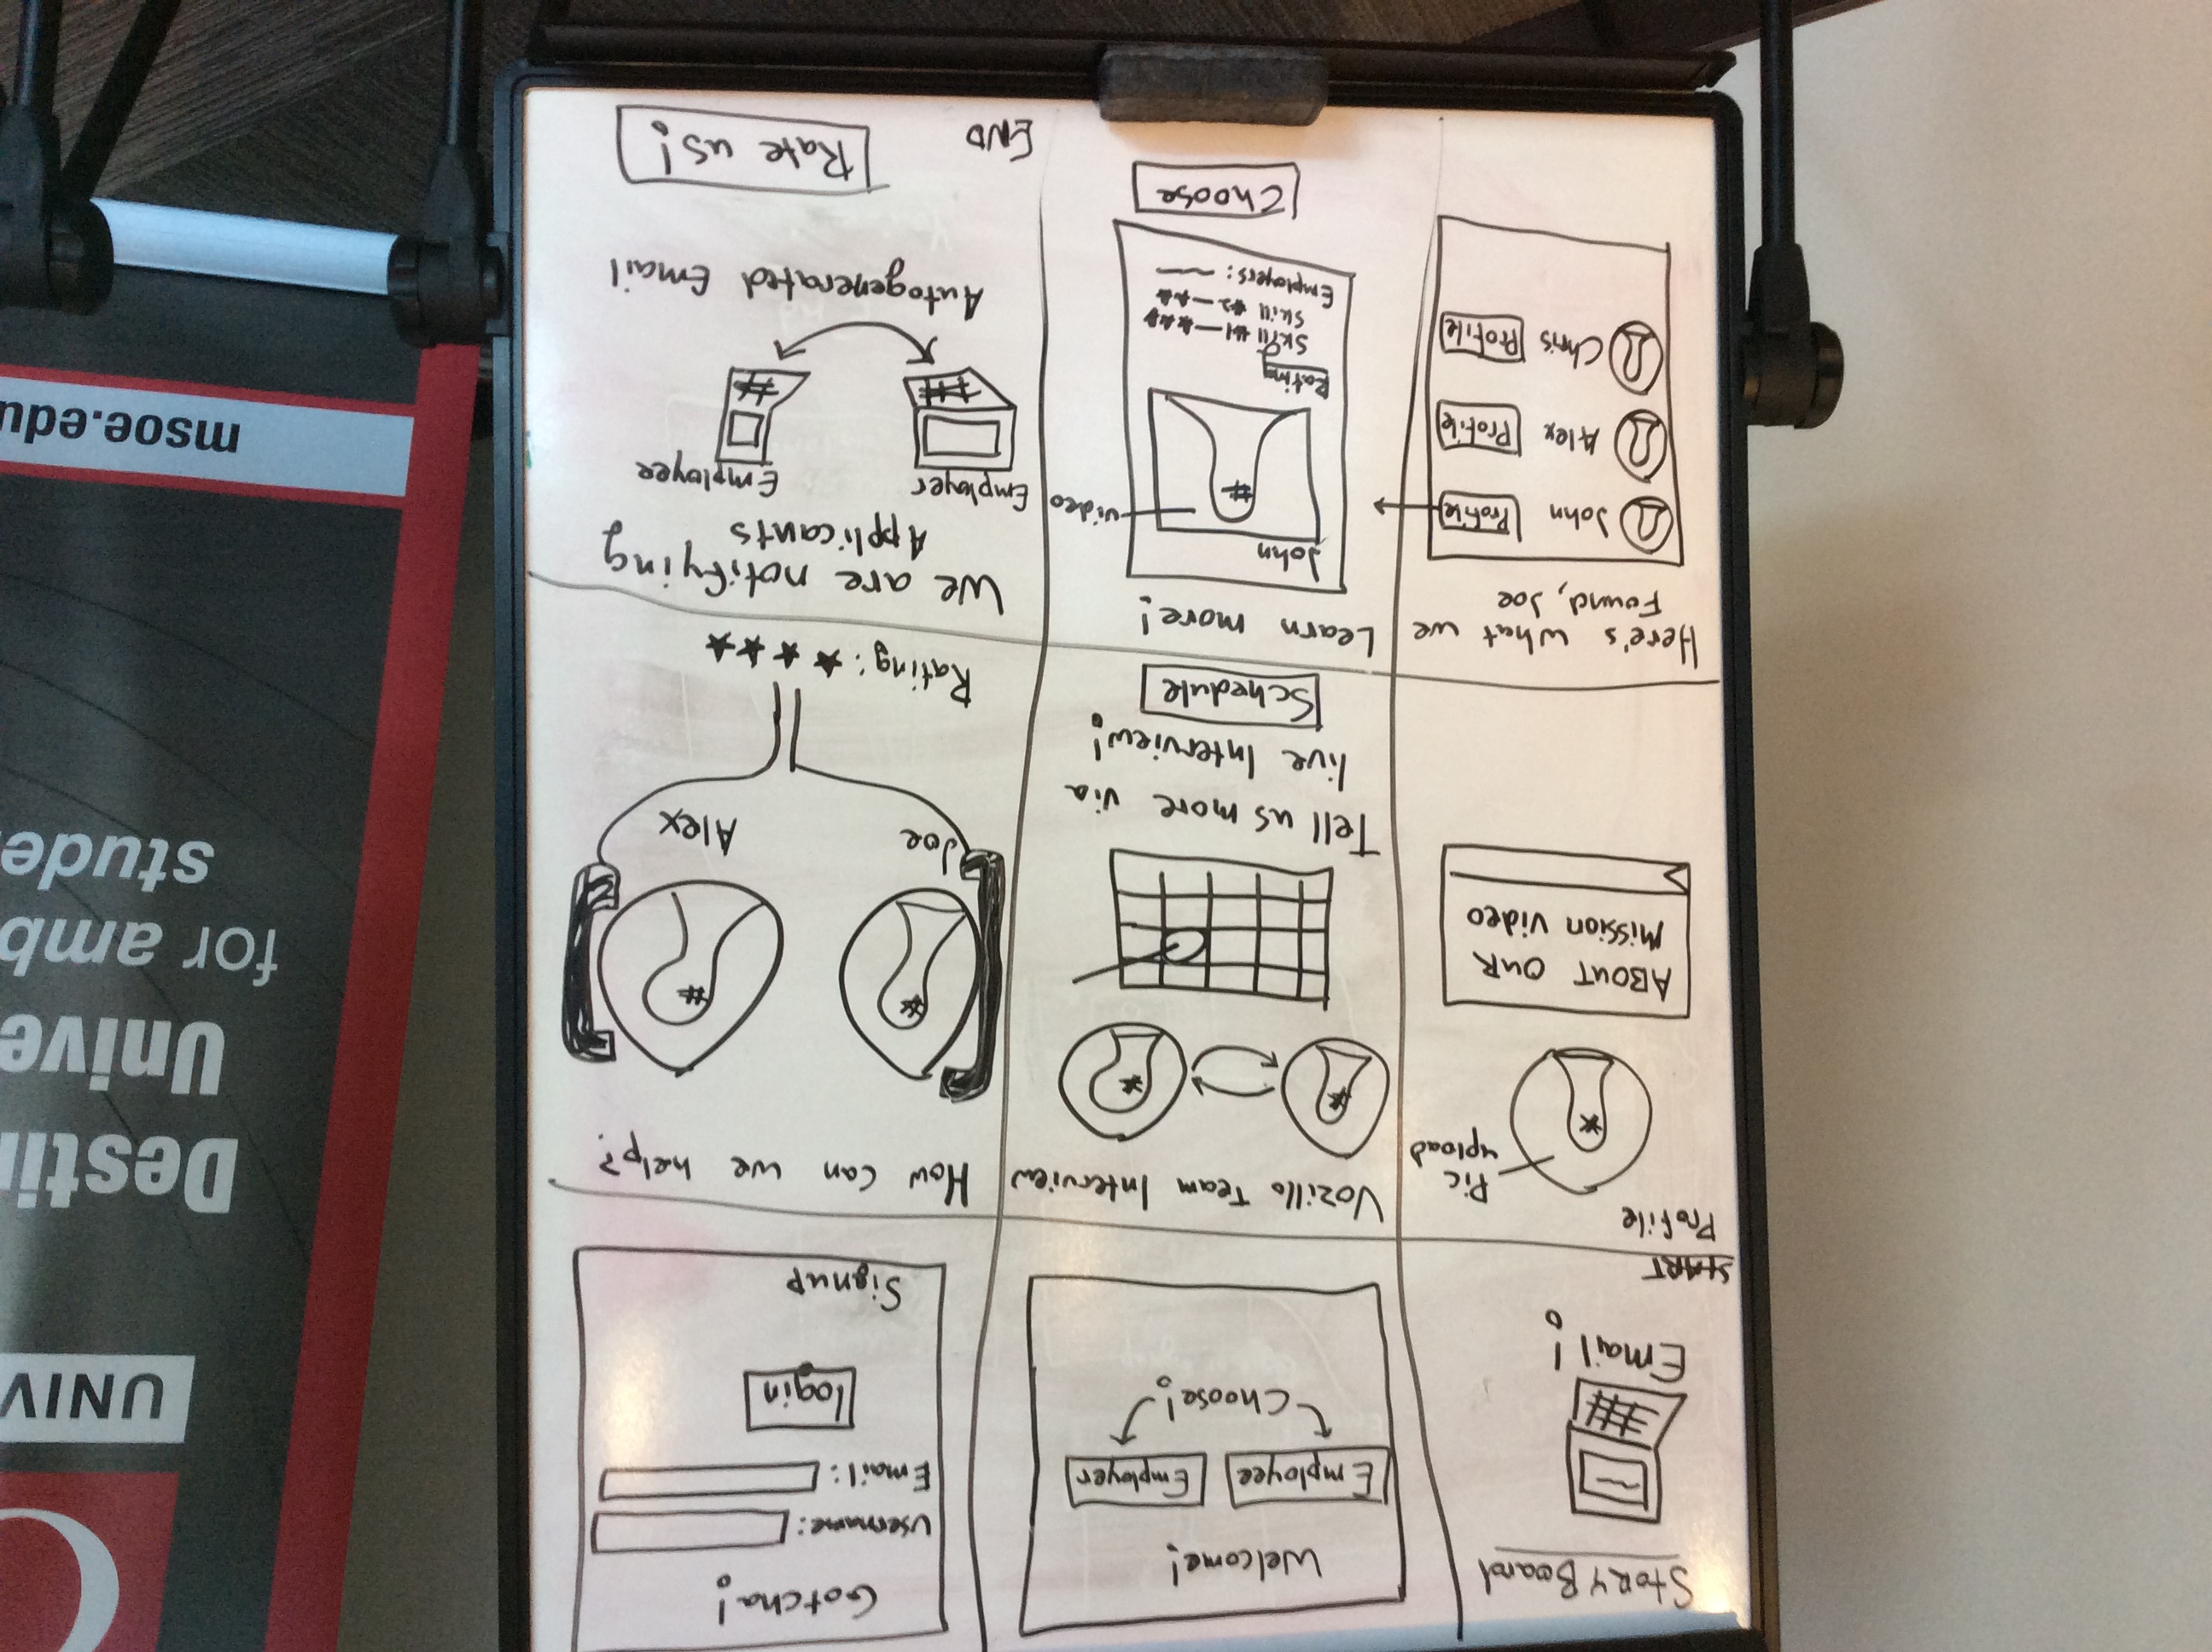 StoRY Board
Email!
START
Welcome!
Employee
Employer
Choose!
Gotcha!
Username:
Email:
login
Signup
Profile
Pic
upload
ABOUT OUR
Mission Video
Vozillo Team Interview
Tell us more via
live Interview!
Schedule
How can we help?
Joe
Alex
Rating: ★ ★ ★ ★
Here's what we
Found, Joe
John
Profile
Alex
Profile
Chris
Profile
Learn more!
John
video
Rating
Skill #1 — ★★★
Skill #2 — ★★
Employers:
Choose
We are notifying
Applicants
Employer
Employee
Autogenerated Email
END
Rate us!
UNIV
Desti
Unive
for amb
stude
msoe.edu